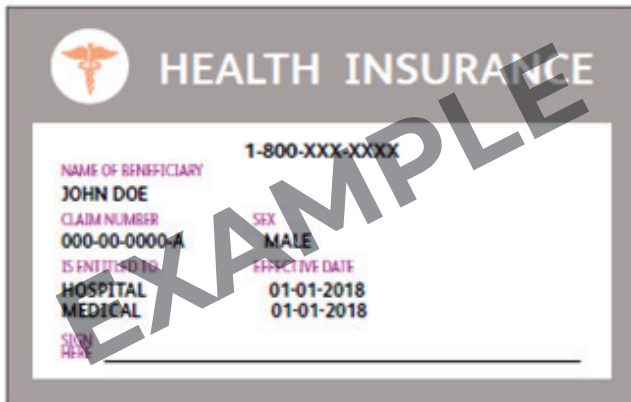 HEALTH INSURANCE
1-800-XXX-XXXX
NAME OF BENEFICIARY
JOHN DOE
CLAIM NUMBER SEX
000-00-0000-A MALE
IS ENTITLED TO EFFECTIVE DATE
HOSPITAL 01-01-2018
MEDICAL 01-01-2018
SIGN
HERE
EXAMPLE